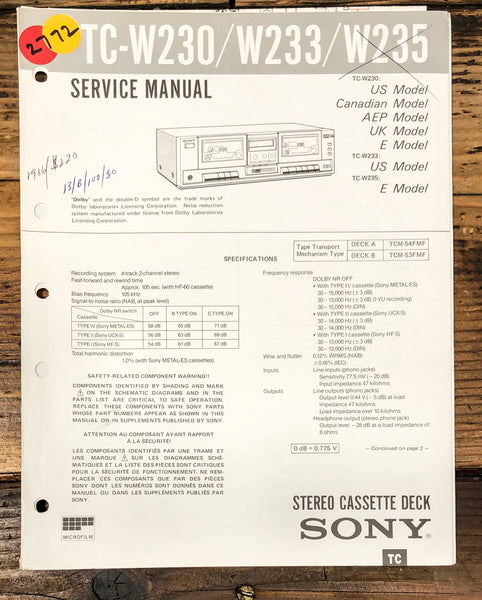 2772
TC-W230/W233/W235
SERVICE MANUAL
TC-W230:
US Model
Canadian Model
AEP Model
UK Model
E Model
TC-W233:
US Model
TC-W235:
E Model
1986/$220
13/B/100/30
SONY
"Dolby" and the double-D symbol are the trade marks of
Dolby laboratories Licensing Corporation. Noise reduction
system manufactured under license from Dolby Laboratories
Licensing Corporation.
Tape Transport Mechanism Type
DECK A TCM-54FMF
DECK B TCM-53FMF
SPECIFICATIONS
Recording system 4-track 2-channel stereo
Fast-forward and rewind time
Approx. 105 sec. (with HF-60 cassette)
Bias frequency 105 kHz
Signal-to-noise ratio (NAB, at peak level)
Dolby NR switch OFF B TYPE ON C TYPE ON
Cassette
TYPE IV (Sony METAL-ES) 58 dB 65 dB 71 dB
TYPE II (Sony UCX-S) 56 dB 63 dB 69 dB
TYPE I (Sony HF-S) 54 dB 61 dB 67 dB
Total harmonic distortion
1.0% (with Sony METAL-ES cassettes)
SAFETY-RELATED COMPONENT WARNING!!
COMPONENTS IDENTIFIED BY SHADING AND MARK
⚠ ON THE SCHEMATIC DIAGRAMS AND IN THE
PARTS LIST ARE CRITICAL TO SAFE OPERATION.
REPLACE THESE COMPONENTS WITH SONY PARTS
WHOSE PART NUMBERS APPEAR AS SHOWN IN THIS
MANUAL OR IN SUPPLEMENTS PUBLISHED BY SONY.
ATTENTION AU COMPOSANT AYANT RAPPORT
À LA SÉCURITÉ!
LES COMPOSANTS IDENTIFIÉS PAR UNE TRAME ET
UNE MARQUE ⚠ SUR LES DIAGRAMMES SCHÉ-
MATIQUES ET LA LISTE DES PIÈCES SONT CRITIQUES
POUR LA SÉCURITÉ DE FONCTIONNEMENT. NE REM-
PLACER CES COMPOSANTS QUE PAR DES PIÈCES
SONY DONT LES NUMÉROS SONT DONNÉS DANS
CE MANUEL OU DANS LES SUPPLÉMENTS PUBLIÉS
PAR SONY.
Frequency response
DOLBY NR OFF
• With TYPE IV cassette (Sony METAL-ES)
30 – 15,000 Hz (±3 dB)
30 – 13,000 Hz (±3 dB, 0 VU recording)
30 – 15,000 Hz (DIN)
• With TYPE II cassette (Sony UCX-S)
30 – 14,000 Hz (±3 dB)
30 – 14,000 Hz (DIN)
• With TYPE I cassette (Sony HF-S)
30 – 13,000 Hz (±3 dB)
30 – 13,000 Hz (DIN)
Wow and flutter 0.12% WRMS (NAB)
±0.18% (IEC)
Inputs Line inputs (phono jacks)
Sensitivity 77.5 mV (–20 dB)
Input impedance 47 kilohms
Outputs Line outputs (phono jacks)
Output level 0.44 V (–5 dB) at load
impedance 47 kilohms
Load impedance over 10 kilohms
Headphone output (stereo phone jack)
Output level –28 dB at a load impedance of
8 ohms.
0 dB = 0.775 V
– Continued on page 2 –
MICROFILM
STEREO CASSETTE DECK
SONY®
TC